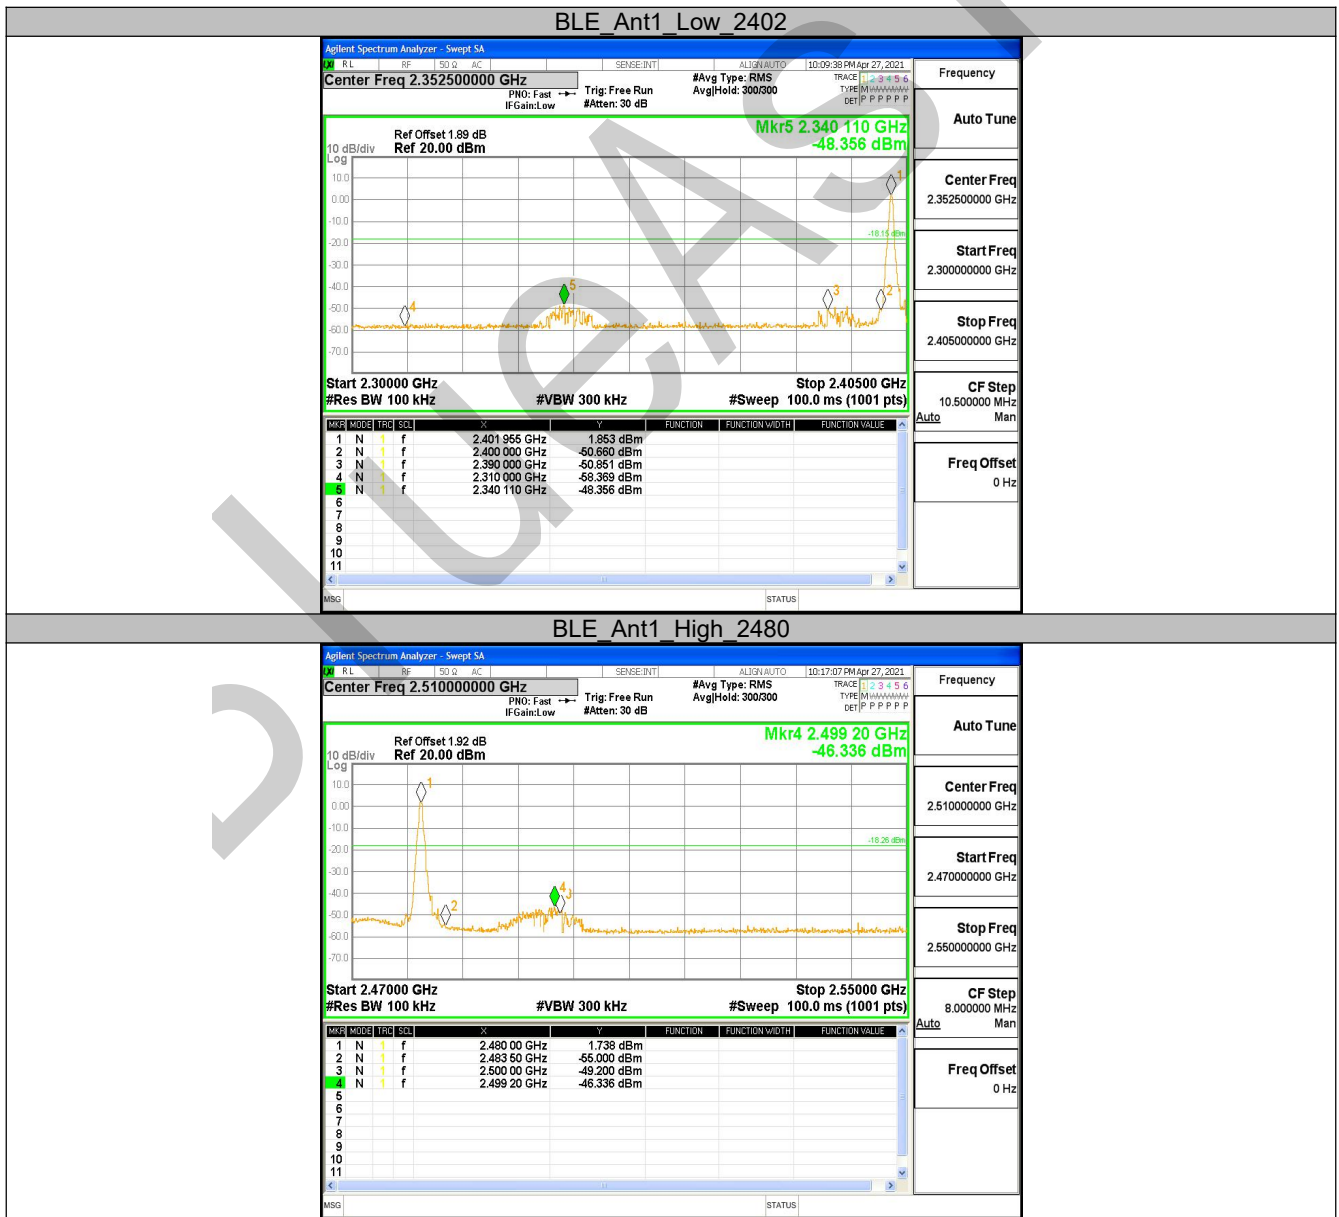 BLE_Ant1_Low_2402
Agilent Spectrum Analyzer - Swept SA
RL RF 50 Ω AC SENSE:INT ALIGN AUTO 10:09:38 PM Apr 27, 2021
Center Freq 2.352500000 GHz
PNO: Fast
IFGain:Low
Trig: Free Run
#Atten: 30 dB
#Avg Type: RMS
Avg|Hold: 300/300
TRACE 1 2 3 4 5 6
TYPE M
DET P P P P P P
Frequency
Mkr5 2.340 110 GHz
-48.356 dBm
Ref Offset 1.89 dB
10 dB/div Ref 20.00 dBm
Log
10.0
0.00
-10.0
-20.0
-30.0
-40.0
-50.0
-60.0
-70.0
-18.15 dBm
1
2
3
4
5
Start 2.30000 GHz Stop 2.40500 GHz
#Res BW 100 kHz #VBW 300 kHz #Sweep 100.0 ms (1001 pts)
MKR MODE TRC SCL X Y FUNCTION FUNCTION WIDTH FUNCTION VALUE
1 N 1 f 2.401 955 GHz 1.853 dBm
2 N 1 f 2.400 000 GHz -50.660 dBm
3 N 1 f 2.390 000 GHz -50.851 dBm
4 N 1 f 2.310 000 GHz -58.369 dBm
5 N 1 f 2.340 110 GHz -48.356 dBm
6
7
8
9
10
11
MSG STATUS
Auto Tune
Center Freq
2.352500000 GHz
Start Freq
2.300000000 GHz
Stop Freq
2.405000000 GHz
CF Step
10.500000 MHz
Auto Man
Freq Offset
0 Hz
BLE_Ant1_High_2480
Agilent Spectrum Analyzer - Swept SA
RL RF 50 Ω AC SENSE:INT ALIGN AUTO 10:17:07 PM Apr 27, 2021
Center Freq 2.510000000 GHz
PNO: Fast
IFGain:Low
Trig: Free Run
#Atten: 30 dB
#Avg Type: RMS
Avg|Hold: 300/300
TRACE 1 2 3 4 5 6
TYPE M
DET P P P P P P
Frequency
Mkr4 2.499 20 GHz
-46.336 dBm
Ref Offset 1.92 dB
10 dB/div Ref 20.00 dBm
Log
10.0
0.00
-10.0
-20.0
-30.0
-40.0
-50.0
-60.0
-70.0
-18.26 dBm
1
2
4
3
Start 2.47000 GHz Stop 2.55000 GHz
#Res BW 100 kHz #VBW 300 kHz #Sweep 100.0 ms (1001 pts)
MKR MODE TRC SCL X Y FUNCTION FUNCTION WIDTH FUNCTION VALUE
1 N 1 f 2.480 00 GHz 1.738 dBm
2 N 1 f 2.483 50 GHz -55.000 dBm
3 N 1 f 2.500 00 GHz -49.200 dBm
4 N 1 f 2.499 20 GHz -46.336 dBm
5
6
7
8
9
10
11
MSG STATUS
Auto Tune
Center Freq
2.510000000 GHz
Start Freq
2.470000000 GHz
Stop Freq
2.550000000 GHz
CF Step
8.000000 MHz
Auto Man
Freq Offset
0 Hz